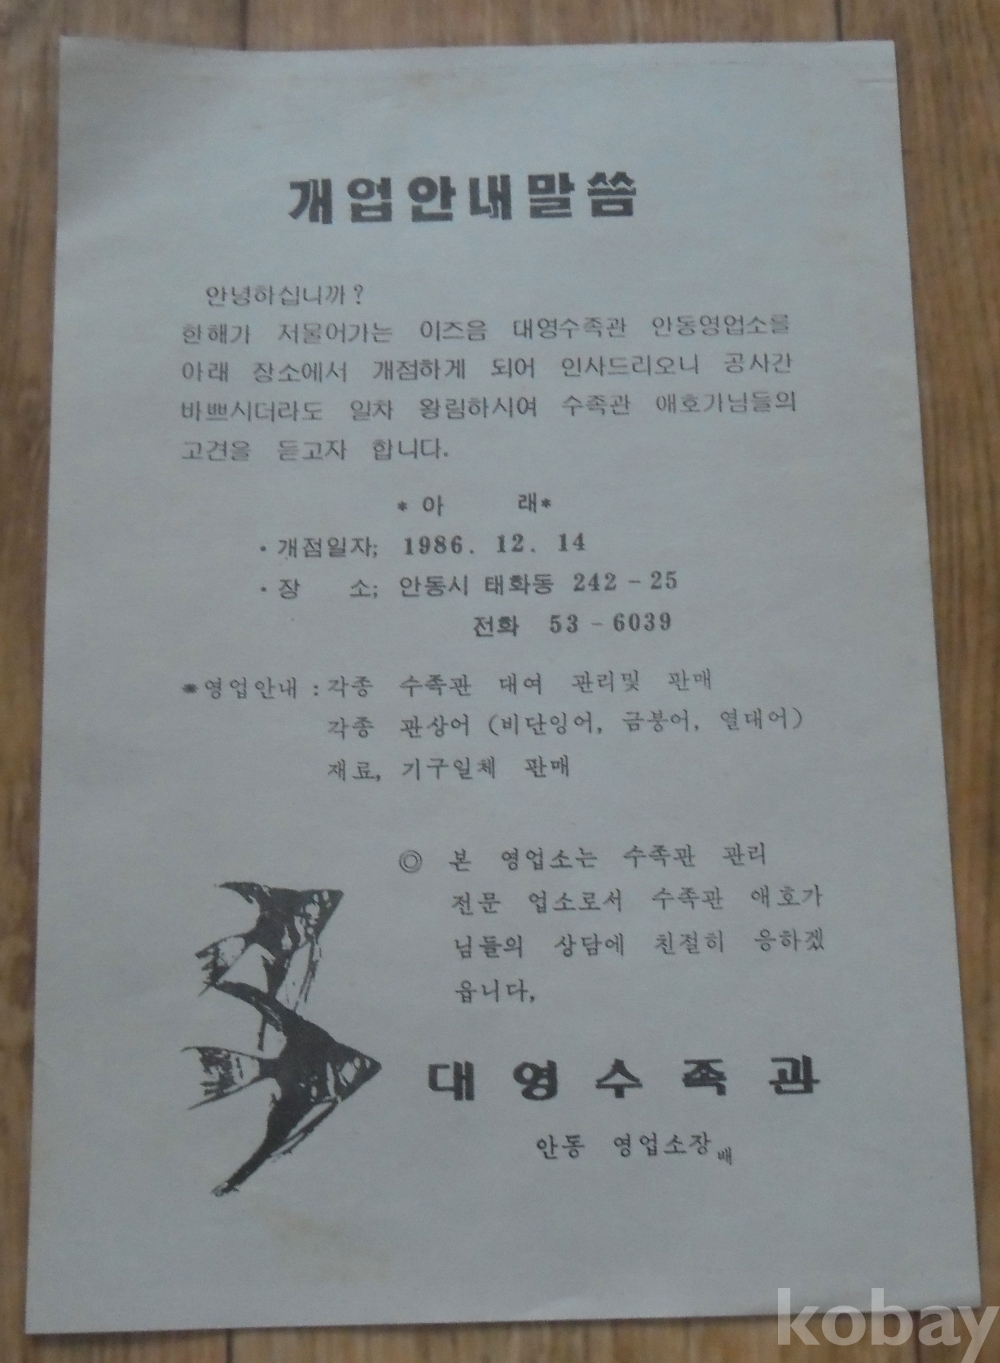 개업안내말씀
안녕하십니까?
한해가 저물어가는 이즈음 대영수족관 안동영업소를
아래 장소에서 개점하게 되어 인사드리오니 공사간
바쁘시더라도 일차 왕림하시여 수족관 애호가님들의
고견을 듣고자 합니다.
* 아 래*
· 개점일자; 1986. 12. 14
· 장 소; 안동시 태화동 242 - 25
전화 53 - 6039
*영업안내 : 각종 수족관 대여 관리및 판매
각종 관상어 (비단잉어, 금붕어, 열대어)
재료, 기구일체 판매
◎ 본 영업소는 수족관 관리
전문 업소로서 수족관 애호가
님들의 상담에 친절히 응하겠
읍니다,
대영수족관
안동 영업소장 배
kobay